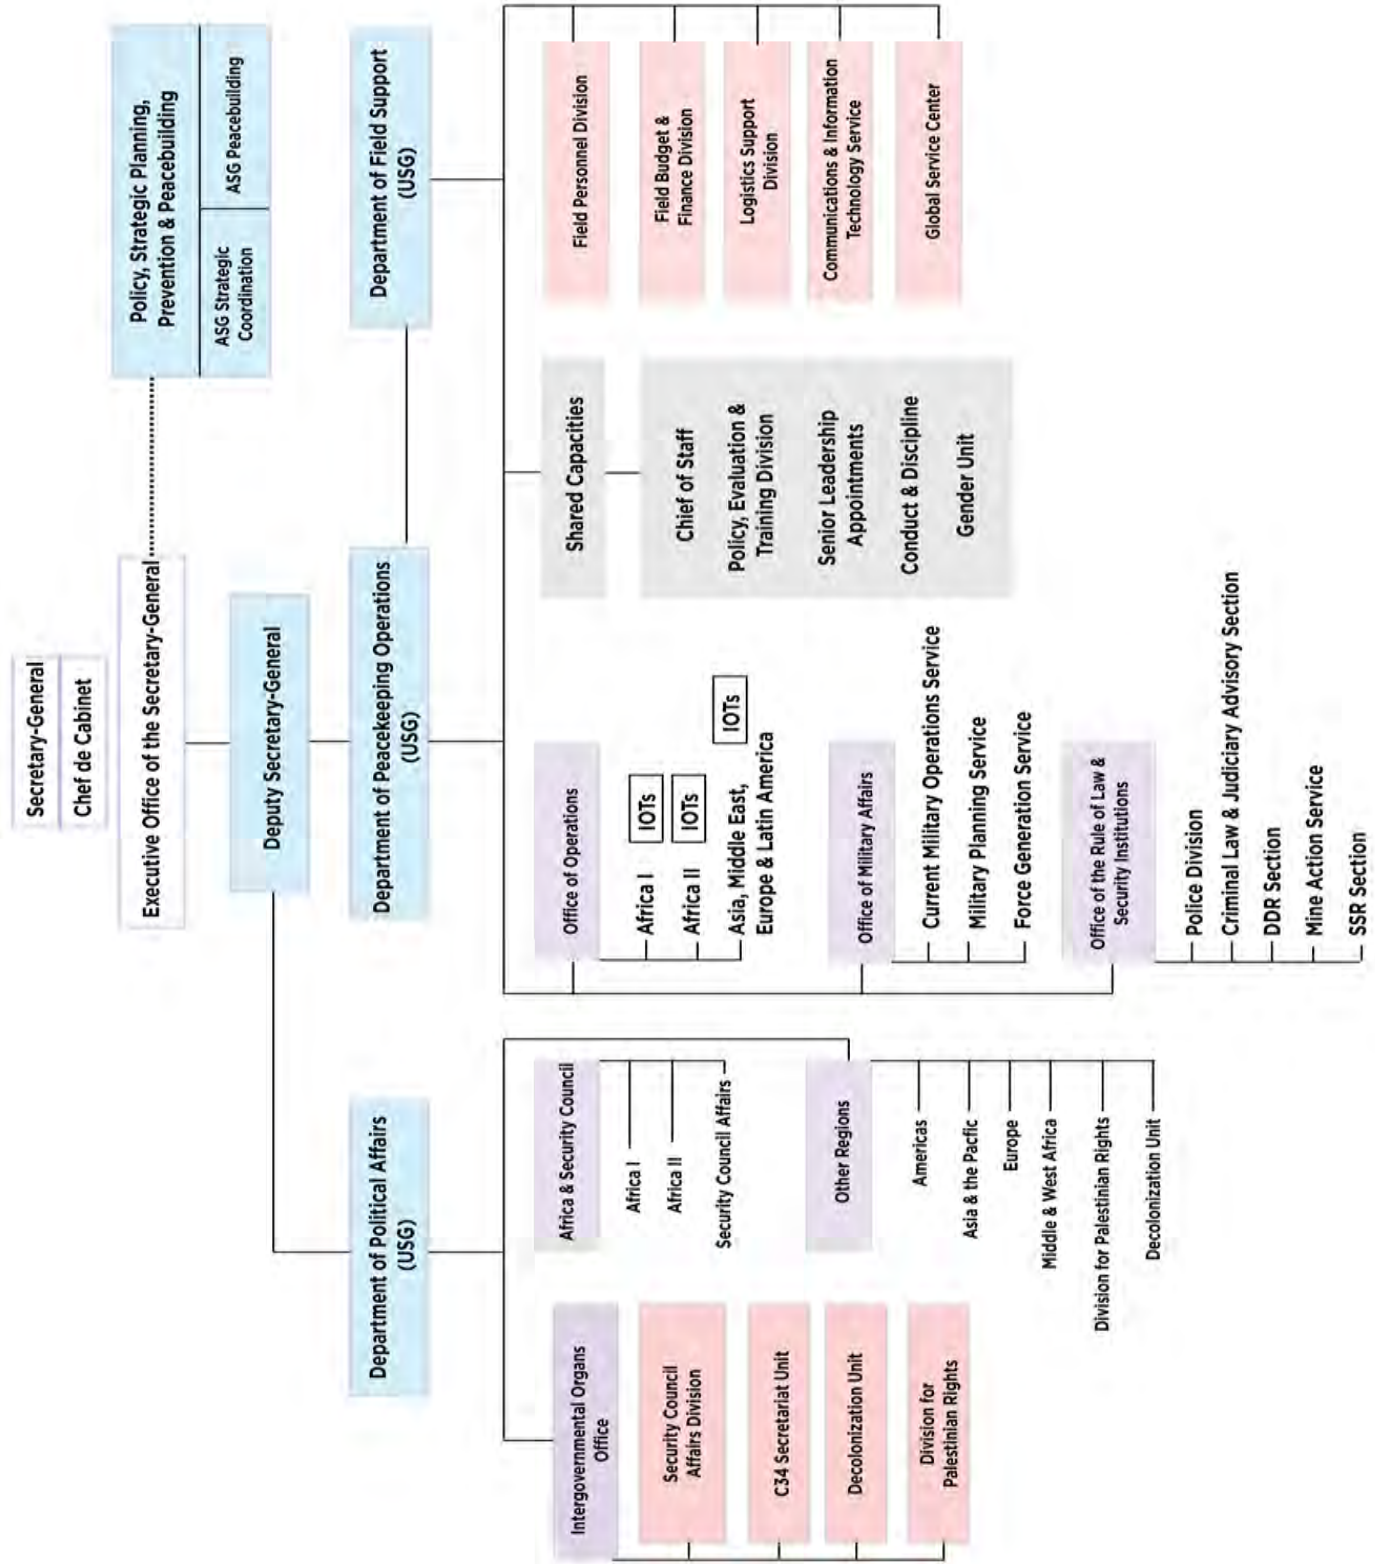 Secretary-General
Chef de Cabinet
Executive Office of the Secretary-General
Policy, Strategic Planning,
Prevention & Peacebuilding
ASG Strategic
Coordination
ASG Peacebuilding
Deputy Secretary-General
Department of Political Affairs
(USG)
Department of Peacekeeping Operations
(USG)
Department of Field Support
(USG)
Intergovernmental Organs
Office
Security Council
Affairs Division
C34 Secretariat Unit
Decolonization Unit
Division for
Palestinian Rights
Africa & Security Council
Africa I
Africa II
Security Council Affairs
Other Regions
Americas
Asia & the Pacfic
Europe
Middle & West Africa
Division for Palestinian Rights
Decolonization Unit
Office of Operations
Africa I
IOTs
Africa II
IOTs
Asia, Middle East,
Europe & Latin America
IOTs
Office of Military Affairs
Current Military Operations Service
Military Planning Service
Force Generation Service
Office of the Rule of Law &
Security Institutions
Police Division
Criminal Law & Judiciary Advisory Section
DDR Section
Mine Action Service
SSR Section
Shared Capacities
Chief of Staff
Policy, Evaluation &
Training Division
Senior Leadership
Appointments
Conduct & Discipline
Gender Unit
Field Personnel Division
Field Budget &
Finance Division
Logistics Support
Division
Communications & Information
Technology Service
Global Service Center